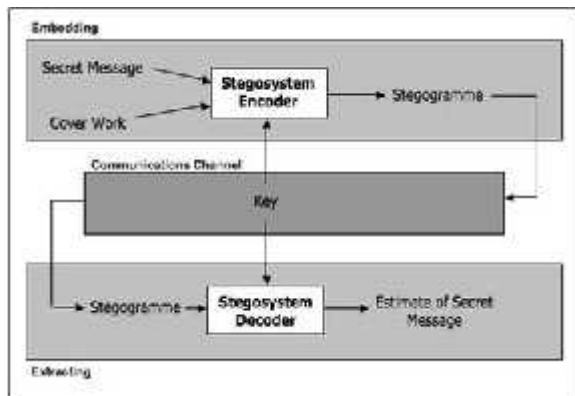 Embedding
Secret Message
Stegosystem
Encoder
Stegogramme
Cover Work
Communications Channel
Key
Stegogramme
Stegosystem
Decoder
Estimate of Secret
Message
Extracting